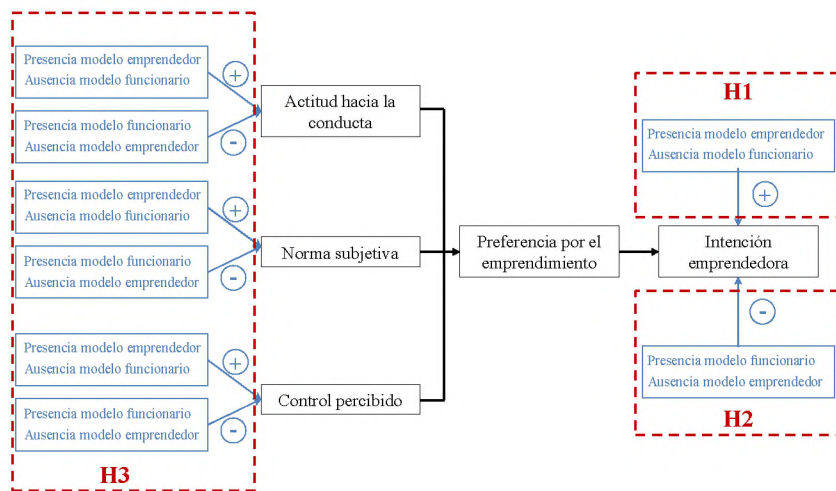 Presencia modelo emprendedor
Ausencia modelo funcionario
+
Presencia modelo funcionario
Ausencia modelo emprendedor
-
Actitud hacia la
conducta
Presencia modelo emprendedor
Ausencia modelo funcionario
+
Presencia modelo funcionario
Ausencia modelo emprendedor
-
Norma subjetiva
Presencia modelo emprendedor
Ausencia modelo funcionario
+
Presencia modelo funcionario
Ausencia modelo emprendedor
-
Control percibido
H3
Preferencia por el
emprendimiento
H1
Presencia modelo emprendedor
Ausencia modelo funcionario
+
Intención
emprendedora
-
Presencia modelo funcionario
Ausencia modelo emprendedor
H2